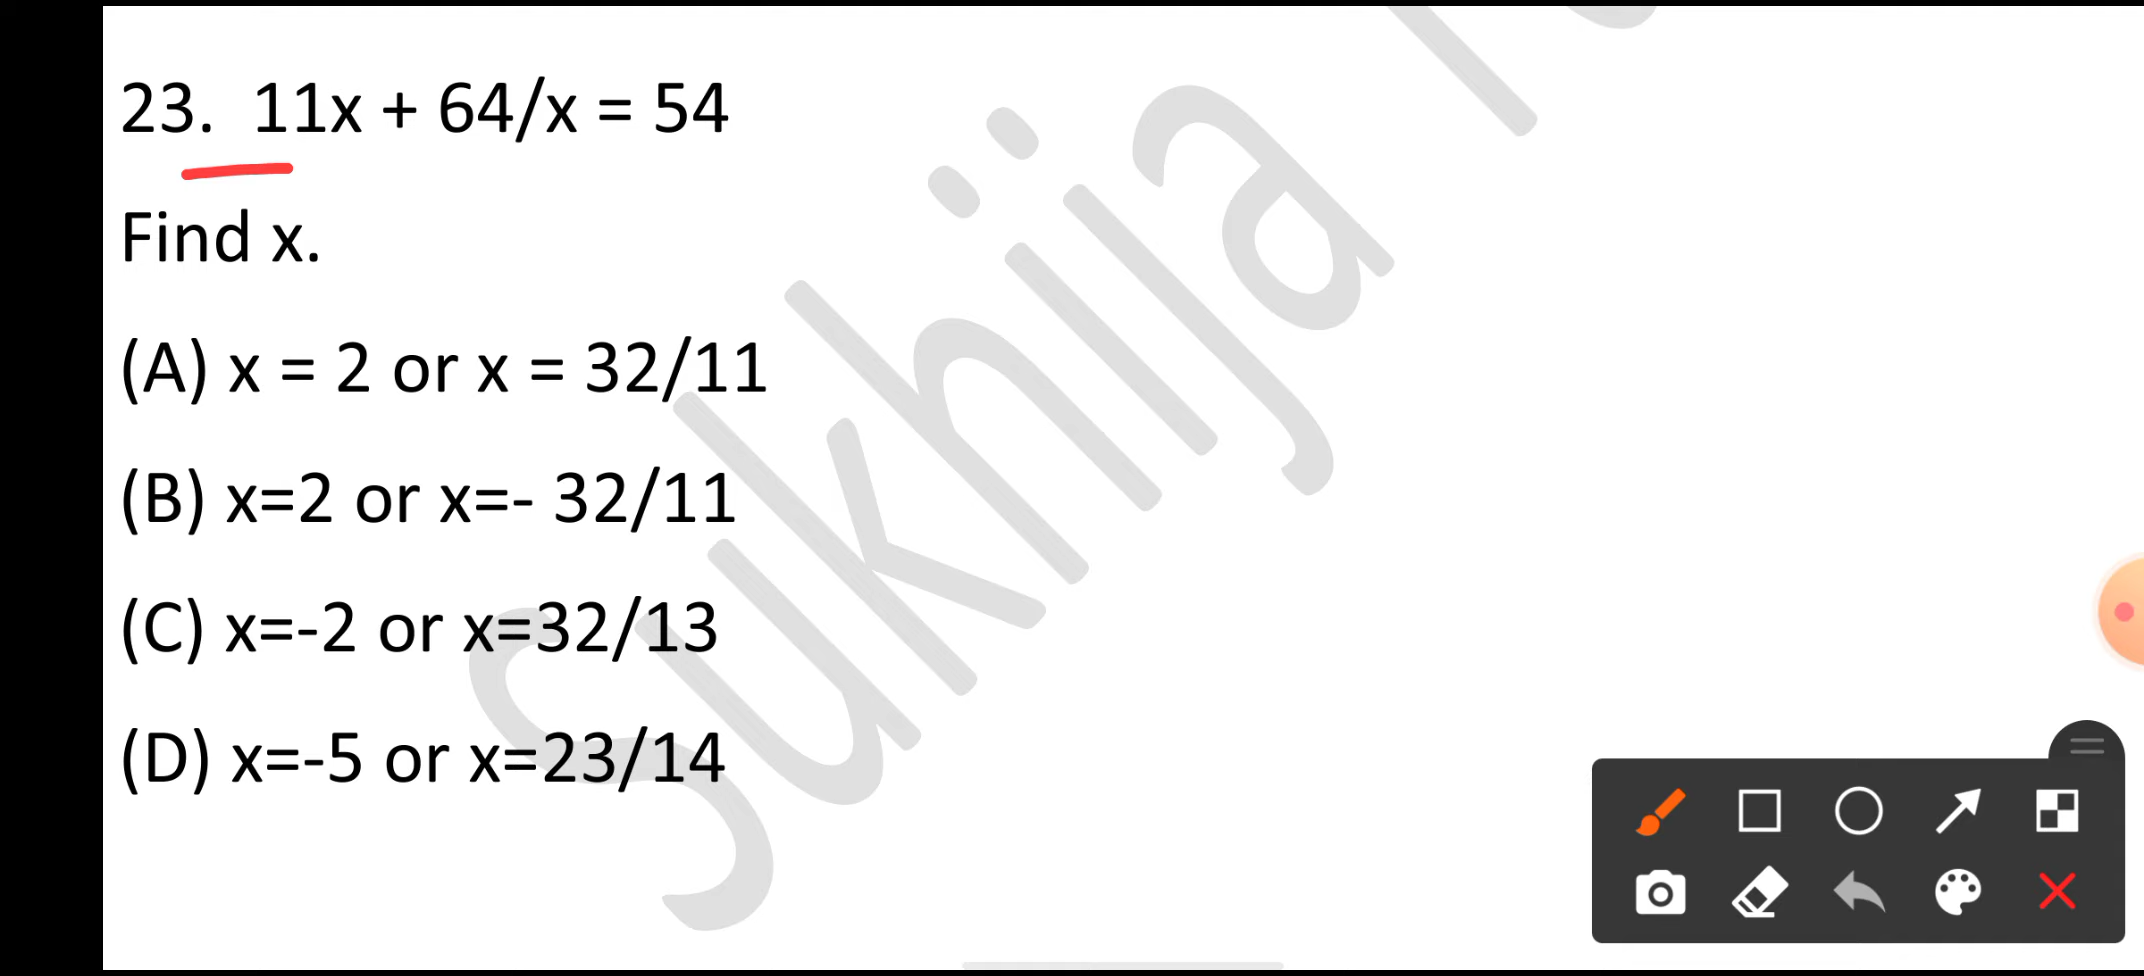 23. 11x + 64/x = 54
Find x.
(A) x = 2 or x = 32/11
(B) x=2 or x=- 32/11
(C) x=-2 or x=32/13
(D) x=-5 or x=23/14
Sukhija